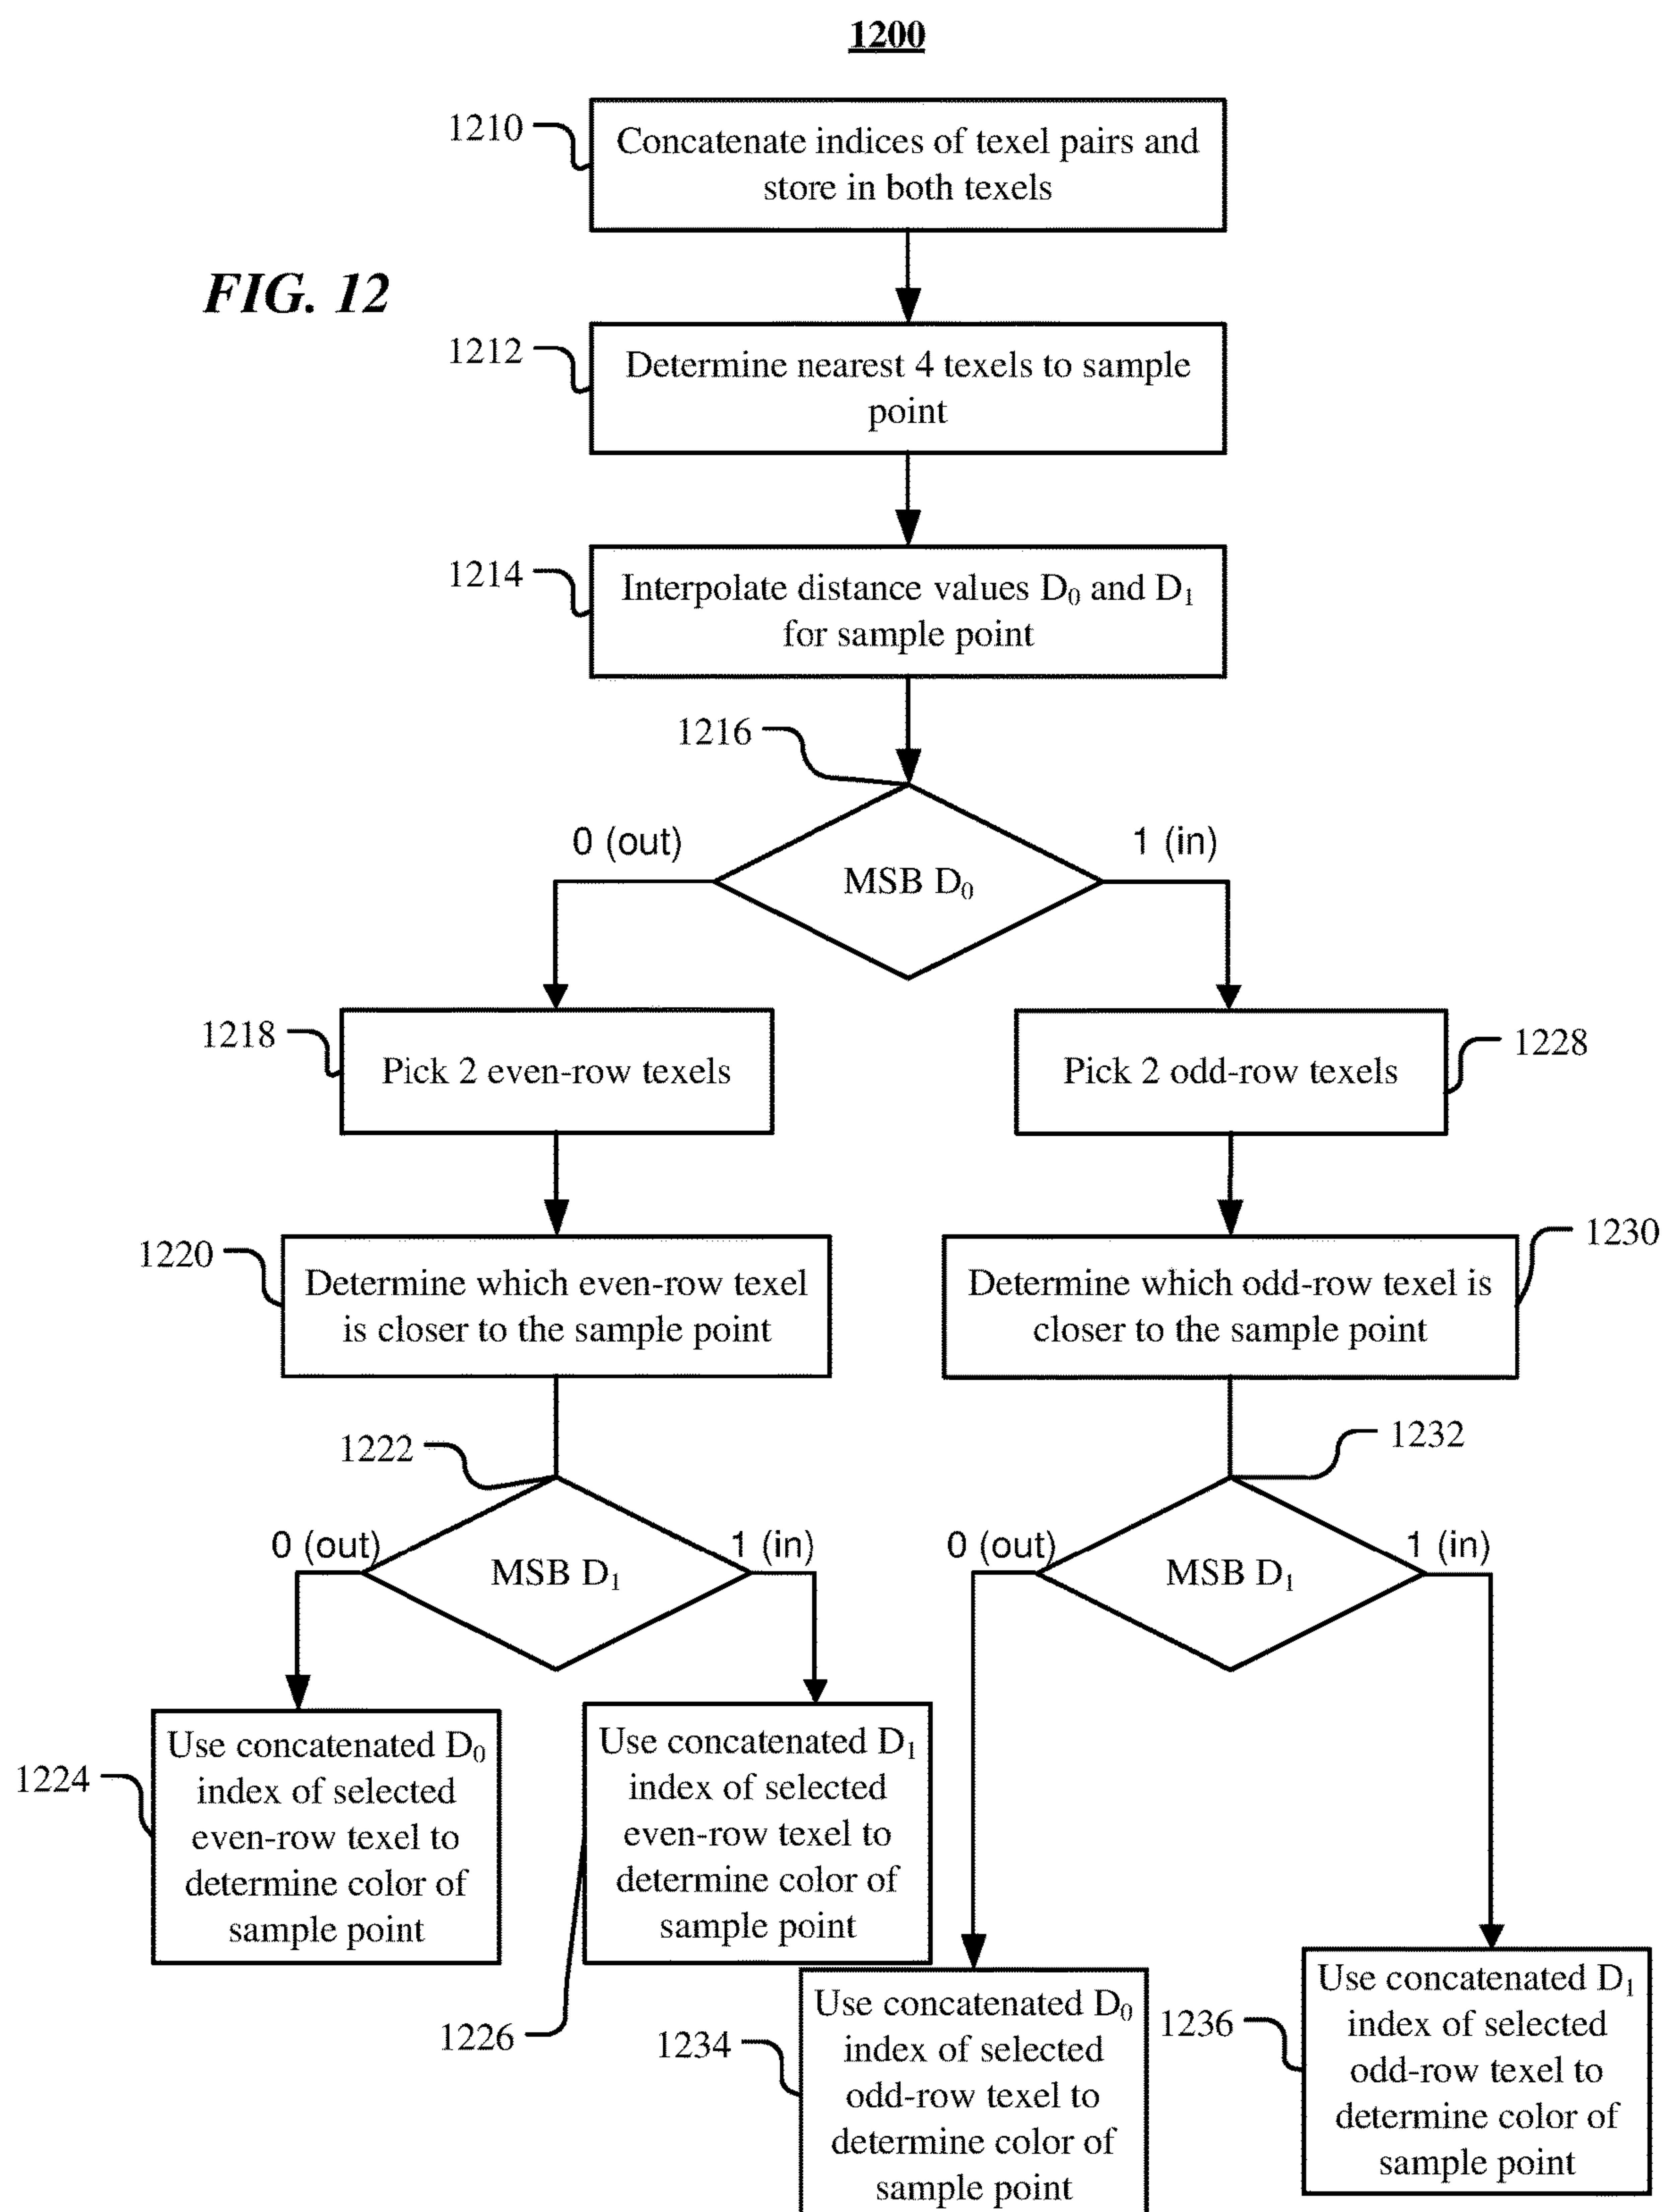 1200
1210
Concatenate indices of texel pairs and
store in both texels
FIG. 12
1212
Determine nearest 4 texels to sample
point
1214
Interpolate distance values D₀ and D₁
for sample point
1216
0 (out)
1 (in)
MSB D₀
1218
Pick 2 even-row texels
Pick 2 odd-row texels
1228
1220
Determine which even-row texel
is closer to the sample point
Determine which odd-row texel is
closer to the sample point
1230
1222
0 (out)
1 (in)
MSB D₁
1232
0 (out)
1 (in)
MSB D₁
1224
Use concatenated D₀
index of selected
even-row texel to
determine color of
sample point
Use concatenated D₁
index of selected
even-row texel to
determine color of
sample point
1226
1234
Use concatenated D₀
index of selected
odd-row texel to
determine color of
sample point
1236
Use concatenated D₁
index of selected
odd-row texel to
determine color of
sample point